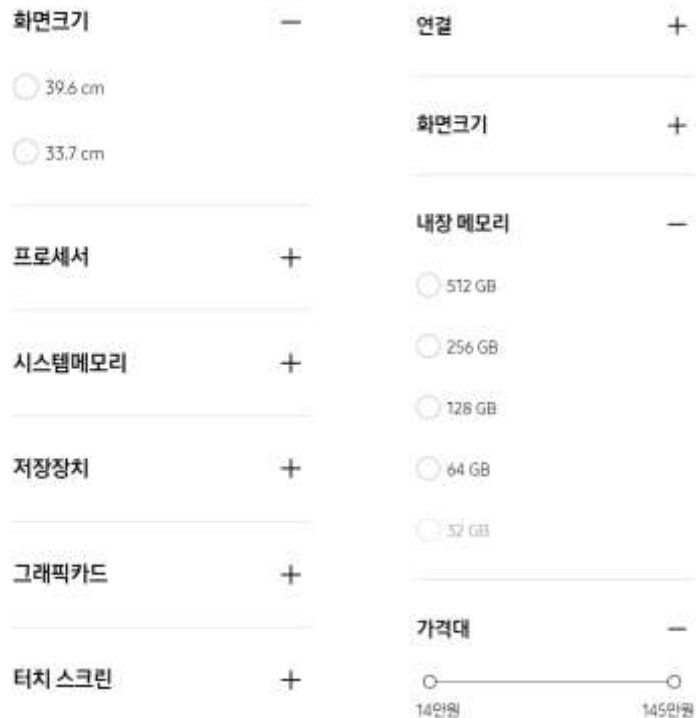 화면크기
39.6 cm
33.7 cm
프로세서
시스템메모리
저장장치
그래픽카드
터치 스크린
연결
화면크기
내장 메모리
512 GB
256 GB
128 GB
64 GB
32 GB
가격대
14만원 145만원